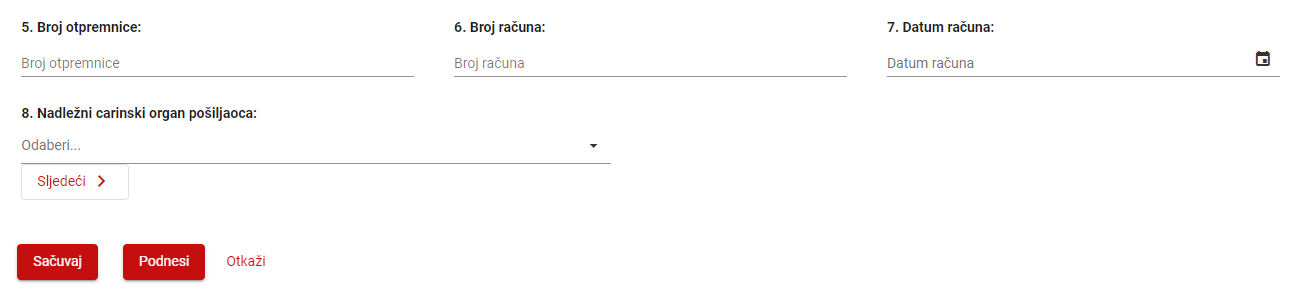 5. Broj otpremnice:
6. Broj računa:
7. Datum računa:
Broj otpremnice
Broj računa
Datum računa
8. Nadležni carinski organ pošiljaoca:
Odaberi...
Sljedeći
Sačuvaj
Podnesi
Otkaži